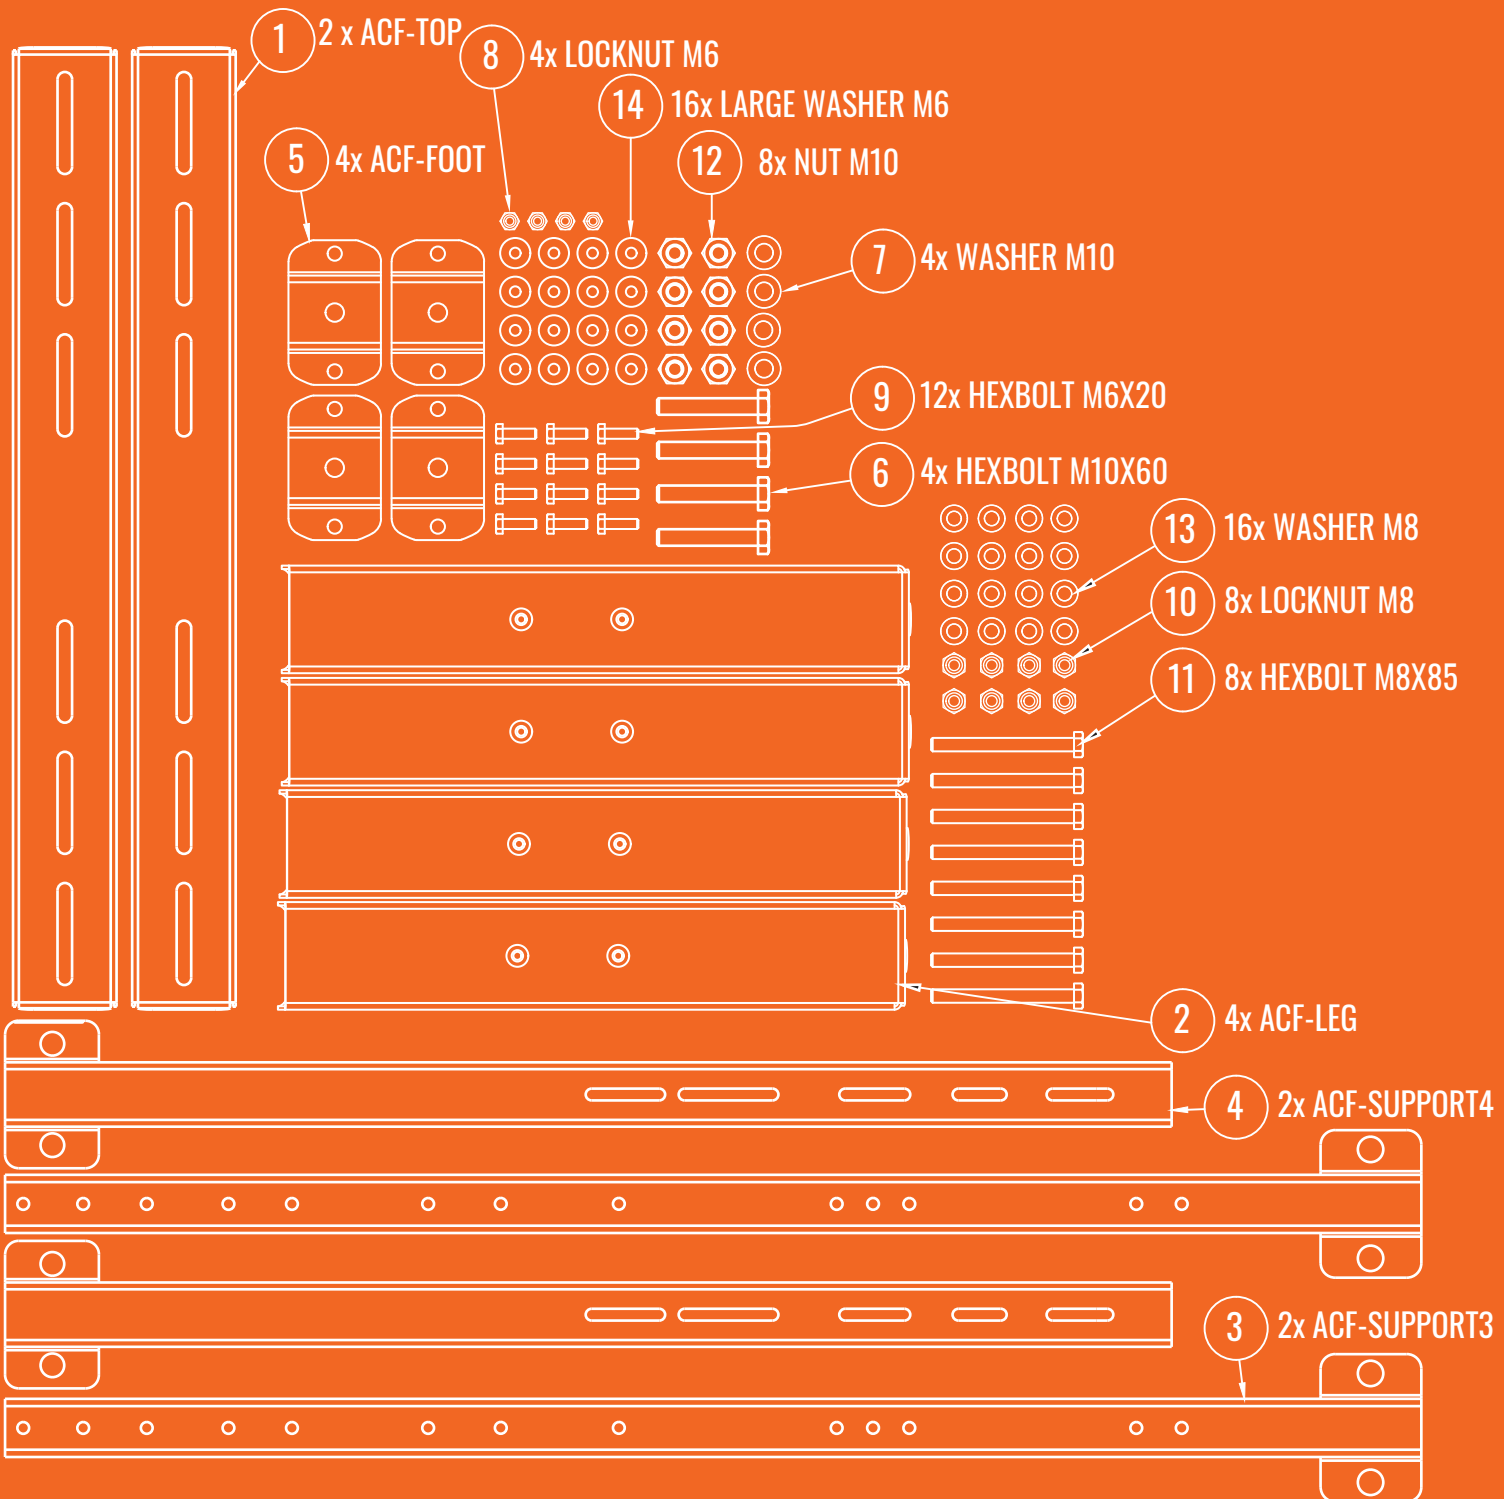 1 2 x ACF-TOP
8 4x LOCKNUT M6
14 16x LARGE WASHER M6
5 4x ACF-FOOT
12 8x NUT M10
7 4x WASHER M10
9 12x HEXBOLT M6X20
6 4x HEXBOLT M10X60
13 16x WASHER M8
10 8x LOCKNUT M8
11 8x HEXBOLT M8X85
2 4x ACF-LEG
4 2x ACF-SUPPORT4
3 2x ACF-SUPPORT3